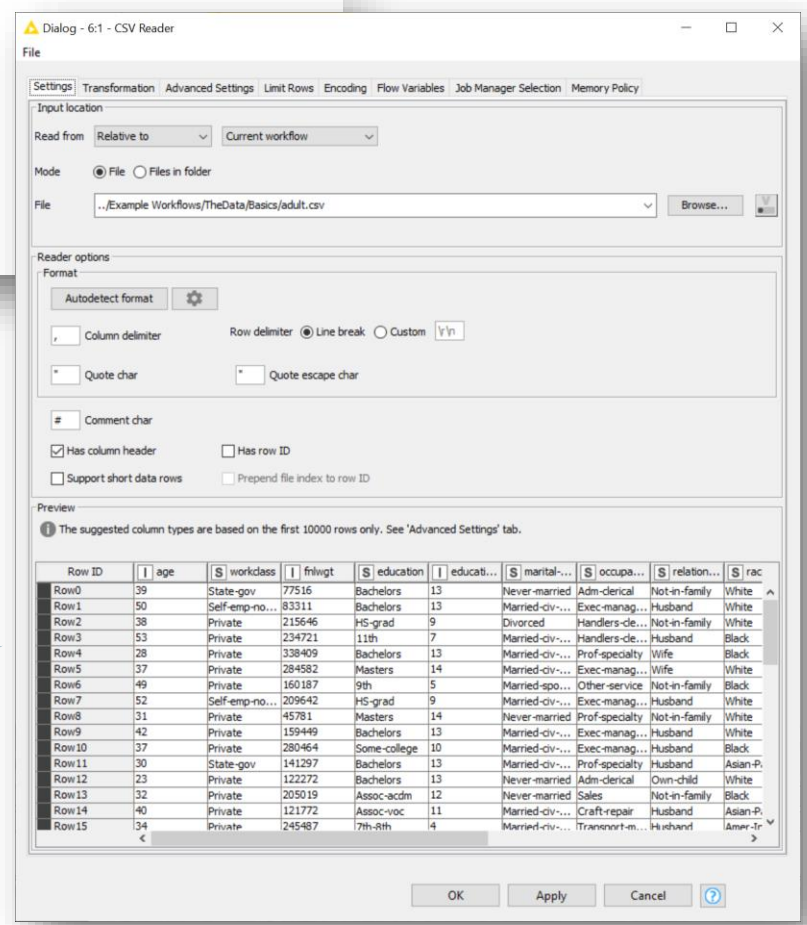 Dialog - 6:1 - CSV Reader
File
Settings Transformation Advanced Settings Limit Rows Encoding Flow Variables Job Manager Selection Memory Policy
Input location
Read from Relative to Current workflow
Mode File Files in folder
File ../Example Workflows/TheData/Basics/adult.csv Browse... V
Reader options
Format
Autodetect format
, Column delimiter Row delimiter Line break Custom \r\n
" Quote char " Quote escape char
# Comment char
Has column header Has row ID
Support short data rows Prepend file index to row ID
Preview
The suggested column types are based on the first 10000 rows only. See 'Advanced Settings' tab.
Row ID I age S workclass I fnlwgt S education I educati... S marital-... S occupa... S relation... S rac
Row0 39 State-gov 77516 Bachelors 13 Never-married Adm-clerical Not-in-family White
Row1 50 Self-emp-no... 83311 Bachelors 13 Married-civ-... Exec-manag... Husband White
Row2 38 Private 215646 HS-grad 9 Divorced Handlers-cle... Not-in-family White
Row3 53 Private 234721 11th 7 Married-civ-... Handlers-cle... Husband Black
Row4 28 Private 338409 Bachelors 13 Married-civ-... Prof-specialty Wife Black
Row5 37 Private 284582 Masters 14 Married-civ-... Exec-manag... Wife White
Row6 49 Private 160187 9th 5 Married-spo... Other-service Not-in-family Black
Row7 52 Self-emp-no... 209642 HS-grad 9 Married-civ-... Exec-manag... Husband White
Row8 31 Private 45781 Masters 14 Never-married Prof-specialty Not-in-family White
Row9 42 Private 159449 Bachelors 13 Married-civ-... Exec-manag... Husband White
Row10 37 Private 280464 Some-college 10 Married-civ-... Exec-manag... Husband Black
Row11 30 State-gov 141297 Bachelors 13 Married-civ-... Prof-specialty Husband Asian-P
Row12 23 Private 122272 Bachelors 13 Never-married Adm-clerical Own-child White
Row13 32 Private 205019 Assoc-acdm 12 Never-married Sales Not-in-family Black
Row14 40 Private 121772 Assoc-voc 11 Married-civ-... Craft-repair Husband Asian-P
Row15 34 Private 245487 7th-8th 4 Married-civ-... Transport-m... Husband Amer-In
OK Apply Cancel ?